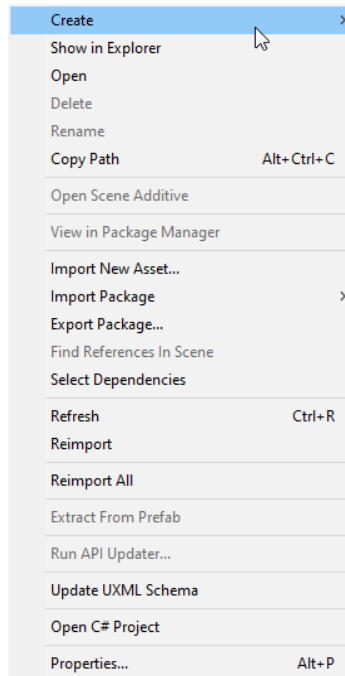 Create
Show in Explorer
Open
Delete
Rename
Copy Path Alt+Ctrl+C
Open Scene Additive
View in Package Manager
Import New Asset...
Import Package
Export Package...
Find References In Scene
Select Dependencies
Refresh Ctrl+R
Reimport
Reimport All
Extract From Prefab
Run API Updater...
Update UXML Schema
Open C# Project
Properties... Alt+P